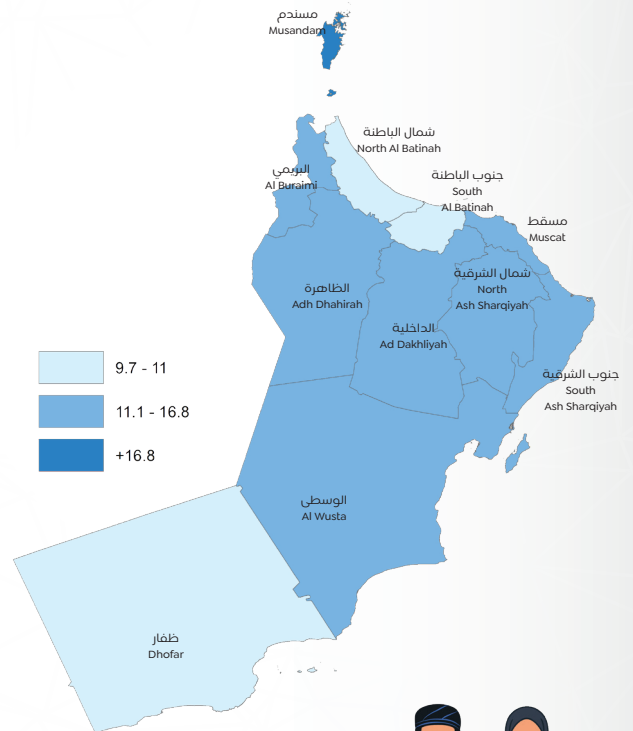 مسندم
Musandam
شمال الباطنة
North Al Batinah
البريمي
Al Buraimi
جنوب الباطنة
South
Al Batinah
مسقط
Muscat
شمال الشرقية
North
Ash Sharqiyah
الظاهرة
Adh Dhahirah
الداخلية
Ad Dakhliyah
جنوب الشرقية
South
Ash Sharqiyah
9.7 - 11
11.1 - 16.8
+16.8
الوسطى
Al Wusta
ظفار
Dhofar